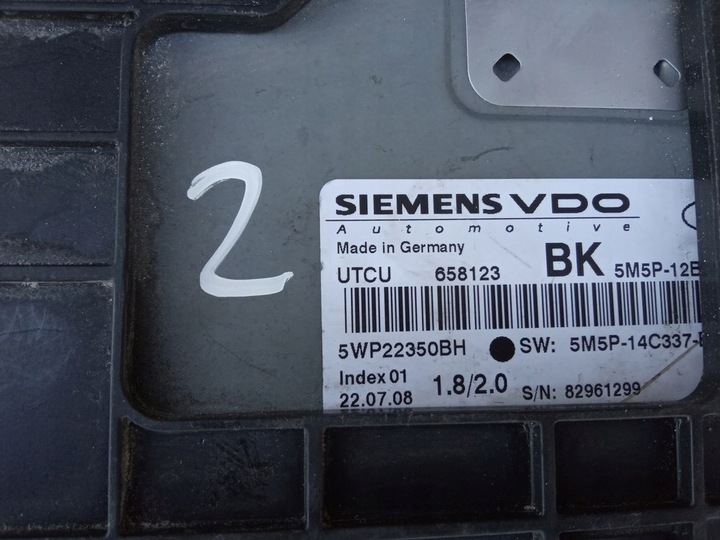 2
SIEMENS VDO
Automotive
Made in Germany
UTCU 658123 BK 5M5P-12B
5WP22350BH SW: 5M5P-14C337-
Index 01 1.8/2.0
22.07.08 S/N: 82961299